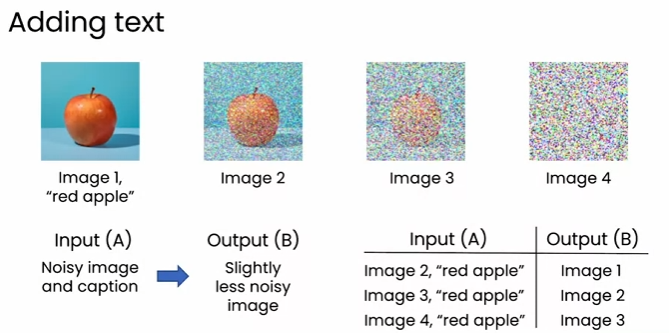 Adding text
Image 1,
“red apple”
Image 2
Image 3
Image 4
Input (A)
Noisy image
and caption
Output (B)
Slightly
less noisy
image
Input (A) Output (B)
Image 2, “red apple” Image 1
Image 3, “red apple” Image 2
Image 4, “red apple” Image 3